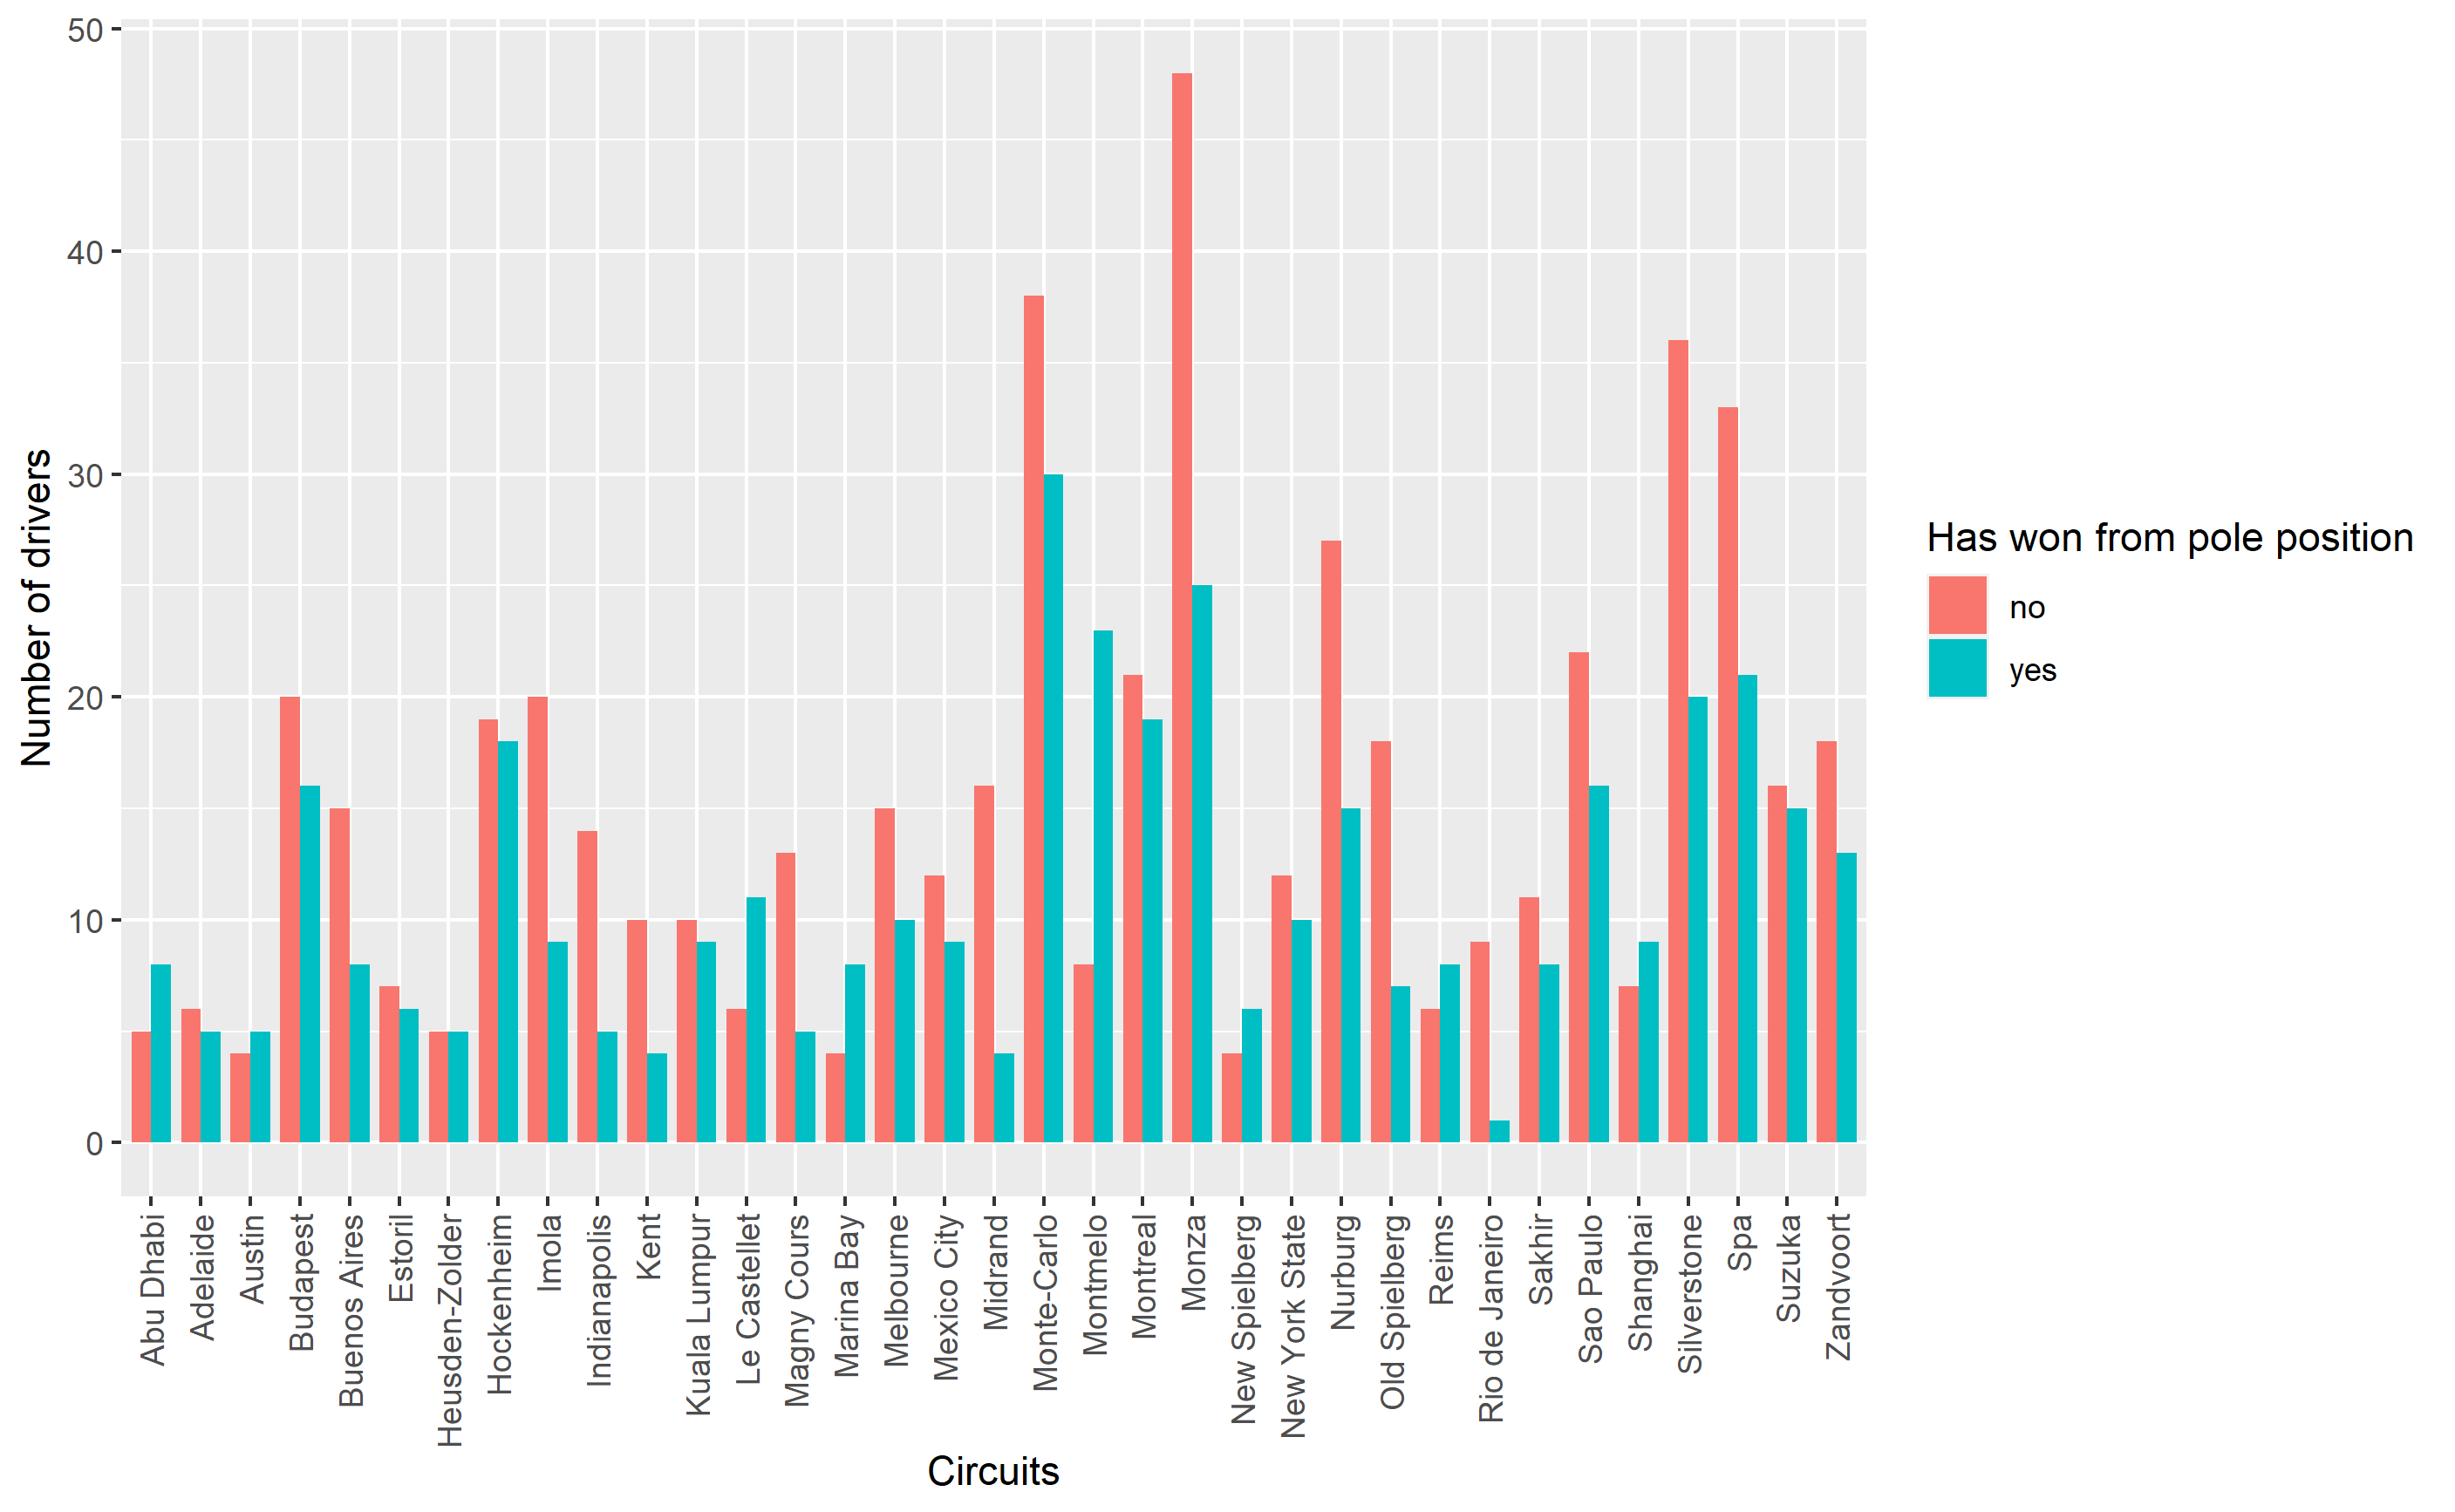 50
40
30
20
10
0
Number of drivers
Abu Dhabi
Adelaide
Austin
Budapest
Buenos Aires
Estoril
Heusden-Zolder
Hockenheim
Imola
Indianapolis
Kent
Kuala Lumpur
Le Castellet
Magny Cours
Marina Bay
Melbourne
Mexico City
Midrand
Monte-Carlo
Montmelo
Montreal
Monza
New Spielberg
New York State
Nurburg
Old Spielberg
Reims
Rio de Janeiro
Sakhir
Sao Paulo
Shanghai
Silverstone
Spa
Suzuka
Zandvoort
Circuits
Has won from pole position
no
yes